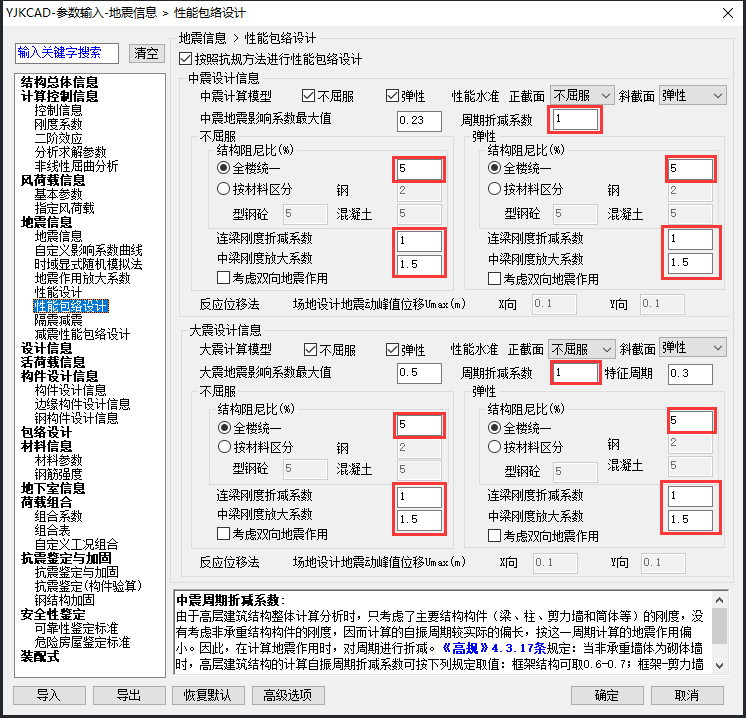 YJKCAD-参数输入-地震信息 > 性能包络设计
输入关键字搜索
清空
结构总体信息
计算控制信息
控制信息
刚度系数
二阶效应
分析求解参数
非线性屈曲分析
风荷载信息
基本参数
指定风荷载
地震信息
地震信息
自定义影响系数曲线
时域显式随机模拟法
地震作用放大系数
性能设计
性能包络设计
隔震减震
减震性能包络设计
设计信息
活荷载信息
构件设计信息
构件设计信息
边缘构件设计信息
钢构件设计信息
包络设计
材料信息
材料参数
钢筋强度
地下室信息
荷载组合
组合系数
组合表
自定义工况组合
抗震鉴定与加固
抗震鉴定与加固
抗震鉴定(构件验算)
钢结构加固
安全性鉴定
可靠性鉴定标准
危险房屋鉴定标准
装配式
地震信息 > 性能包络设计
按照抗规方法进行性能包络设计
中震设计信息
中震计算模型 不屈服 弹性 性能水准 正截面 不屈服 斜截面 弹性
中震地震影响系数最大值 0.23 周期折减系数 1
不屈服
结构阻尼比(%)
全楼统一 5
按材料区分 钢 2
型钢砼 5 混凝土 5
连梁刚度折减系数 1
中梁刚度放大系数 1.5
考虑双向地震作用
弹性
结构阻尼比(%)
全楼统一 5
按材料区分 钢 2
型钢砼 5 混凝土 5
连梁刚度折减系数 1
中梁刚度放大系数 1.5
考虑双向地震作用
反应位移法 场地设计地震动峰值位移Umax(m) X向 0.1 Y向 0.1
大震设计信息
大震计算模型 不屈服 弹性 性能水准 正截面 不屈服 斜截面 弹性
大震地震影响系数最大值 0.5 周期折减系数 1 特征周期 0.3
不屈服
结构阻尼比(%)
全楼统一 5
按材料区分 钢 2
型钢砼 5 混凝土 5
连梁刚度折减系数 1
中梁刚度放大系数 1.5
考虑双向地震作用
弹性
结构阻尼比(%)
全楼统一 5
按材料区分 钢 2
型钢砼 5 混凝土 5
连梁刚度折减系数 1
中梁刚度放大系数 1.5
考虑双向地震作用
反应位移法 场地设计地震动峰值位移Umax(m) X向 0.1 Y向 0.1
中震周期折减系数:
由于高层建筑结构整体计算分析时，只考虑了主要结构构件（梁、柱、剪力墙和筒体等）的刚度，没
有考虑非承重结构构件的刚度，因而计算的自振周期较实际的偏长，按这一周期计算的地震作用偏
小。因此，在计算地震作用时，对周期进行折减。《高规》4.3.17条规定：当非承重墙体为砌体墙
时，高层建筑结构的计算自振周期折减系数可按下列规定取值：框架结构可取0.6-0.7；框架-剪力墙
导入 导出 恢复默认 高级选项 确定 取消